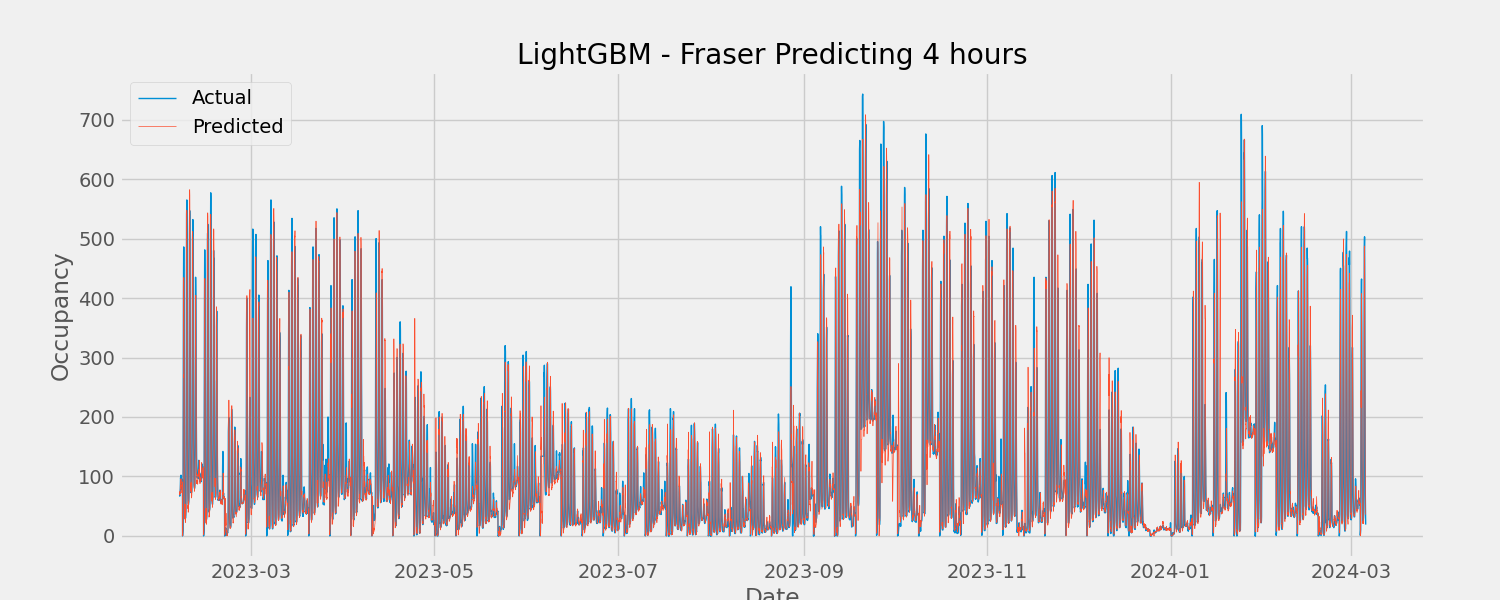 LightGBM - Fraser Predicting 4 hours
Actual
Predicted
Occupancy
700
600
500
400
300
200
100
0
2023-03 2023-05 2023-07 2023-09 2023-11 2024-01 2024-03
Date